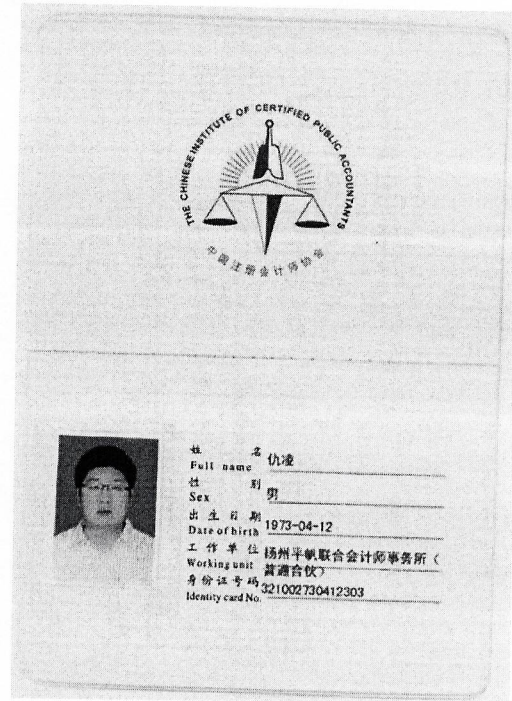 THE CHINESE INSTITUTE OF CERTIFIED PUBLIC ACCOUNTANTS
中国注册会计师协会
姓 名 仇凌
Full name
性 别 男
Sex
出生日期 1973-04-12
Date of birth
工作单位 扬州平帆联合会计师事务所（
Working unit 普通合伙）
身份证号码 321002730412303
Identity card No.